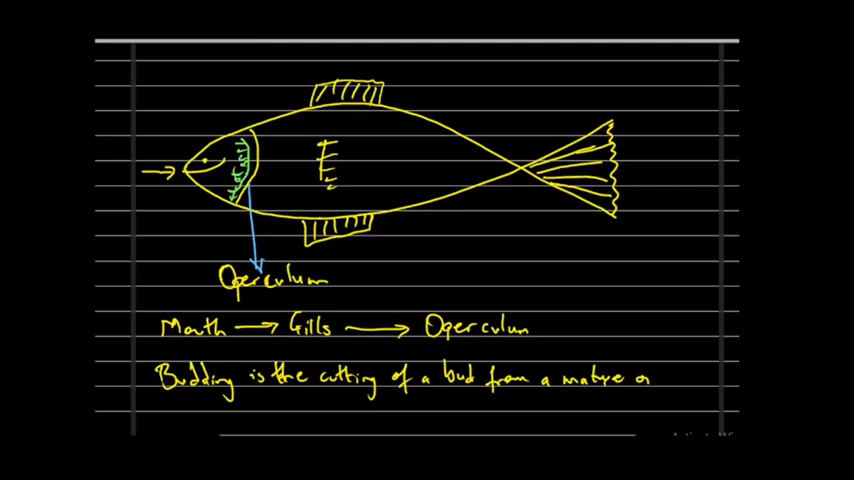 Operculum
Mouth → Gills → Operculum
Budding is the cutting of a bud from a mature or